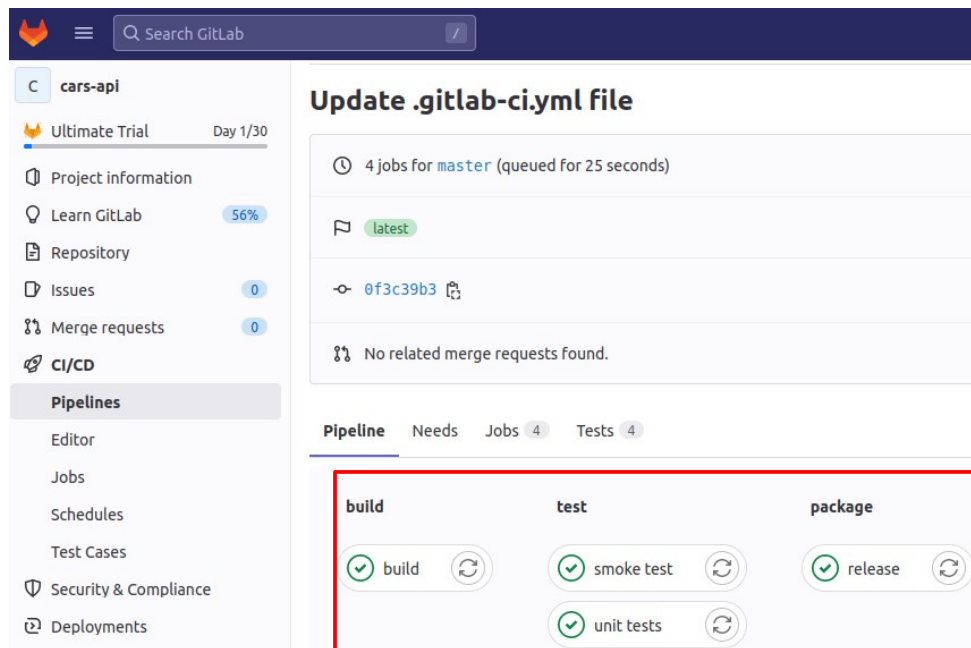 Search GitLab /
C cars-api
Ultimate Trial Day 1/30
Project information
Learn GitLab 56%
Repository
Issues 0
Merge requests 0
CI/CD
Pipelines
Editor
Jobs
Schedules
Test Cases
Security & Compliance
Deployments
Update .gitlab-ci.yml file
4 jobs for master (queued for 25 seconds)
latest
0f3c39b3
No related merge requests found.
Pipeline Needs Jobs 4 Tests 4
build test package
build smoke test release
unit tests